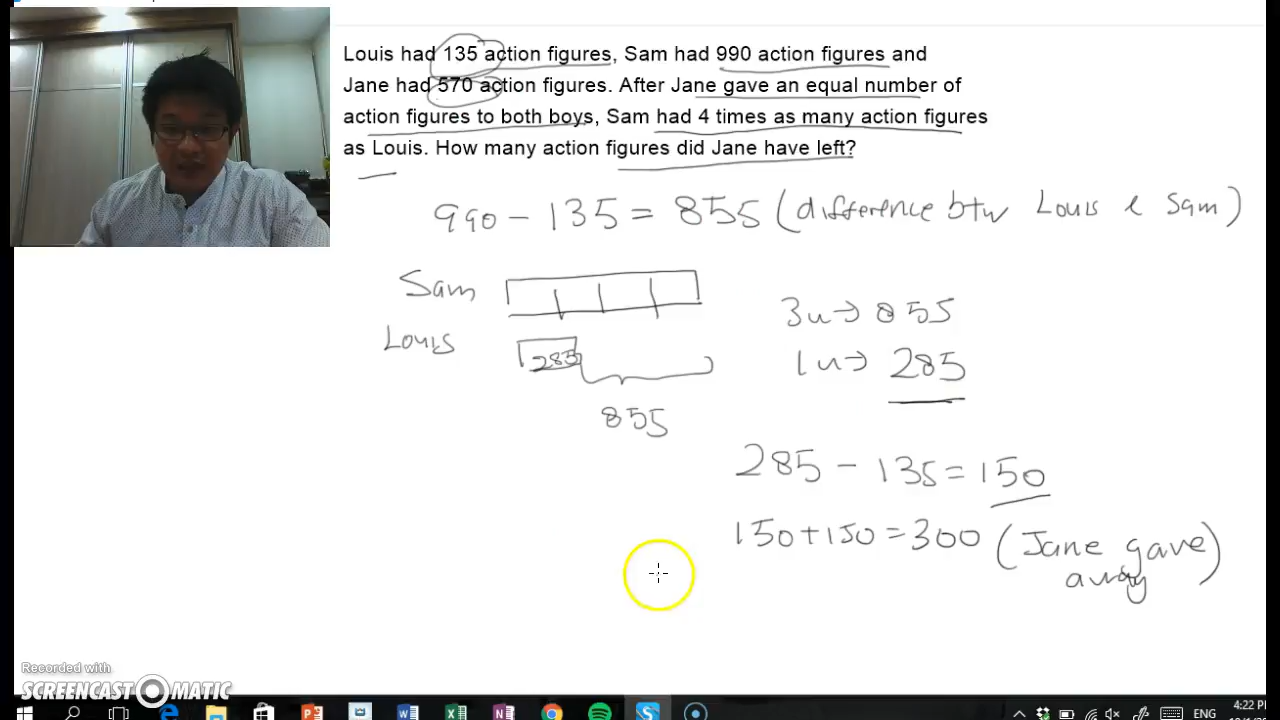 Louis had 135 action figures, Sam had 990 action figures and
Jane had 570 action figures. After Jane gave an equal number of
action figures to both boys, Sam had 4 times as many action figures
as Louis. How many action figures did Jane have left?
990 - 135 = 855 (difference btw Louis & Sam)
Sam
Louis 285
855
3u → 855
1u → 285
285 - 135 = 150
150 + 150 = 300 (Jane gave
away)
Recorded with
SCREENCAST O MATIC
4:22 PM
ENG